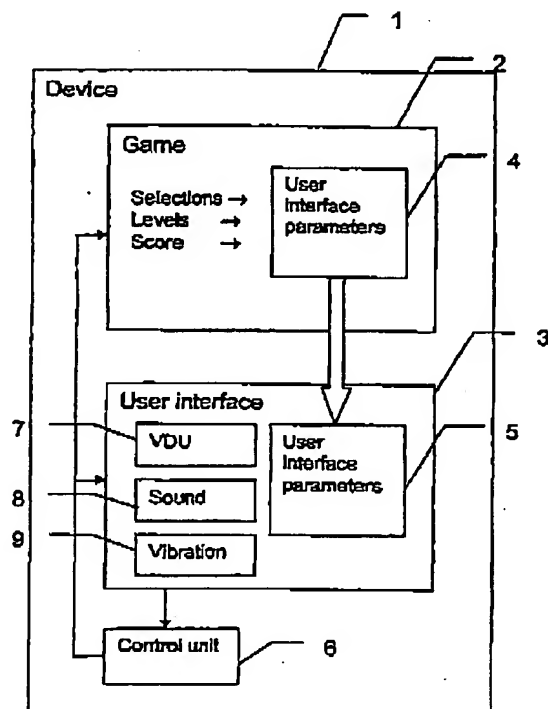 1
Device
2
Game
4
Selections →
Levels →
Score →
User
Interface
parameters
3
User interface
7
VDU
5
User
Interface
parameters
8
Sound
9
Vibration
Control unit
6